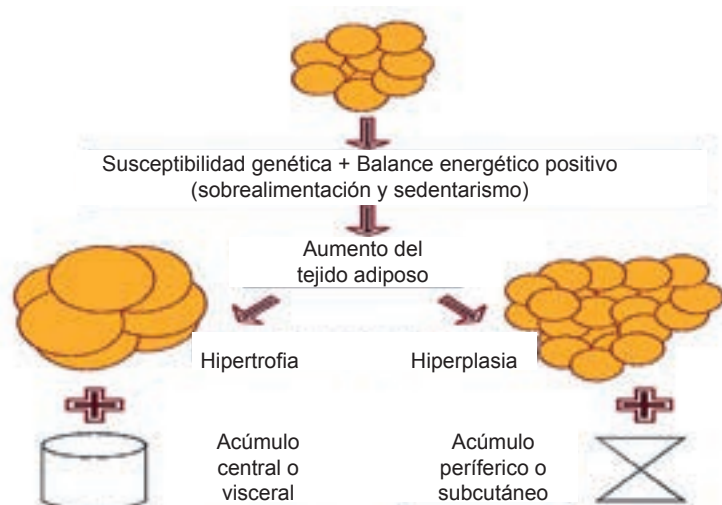 Susceptibilidad genética + Balance energético positivo
(sobrealimentación y sedentarismo)
Aumento del
tejido adiposo
Hipertrofia
Hiperplasia
Acúmulo
central o
visceral
Acúmulo
períferico o
subcutáneo